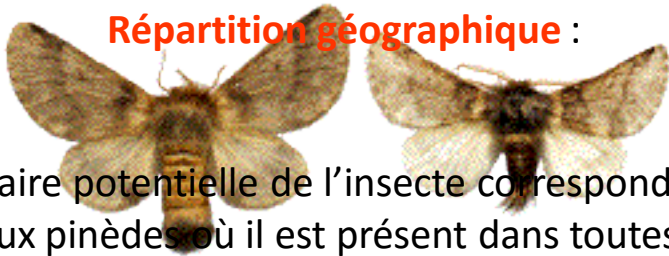 Répartition géographique :
aire potentielle de l’insecte correspond
ux pinèdes où il est présent dans toutes